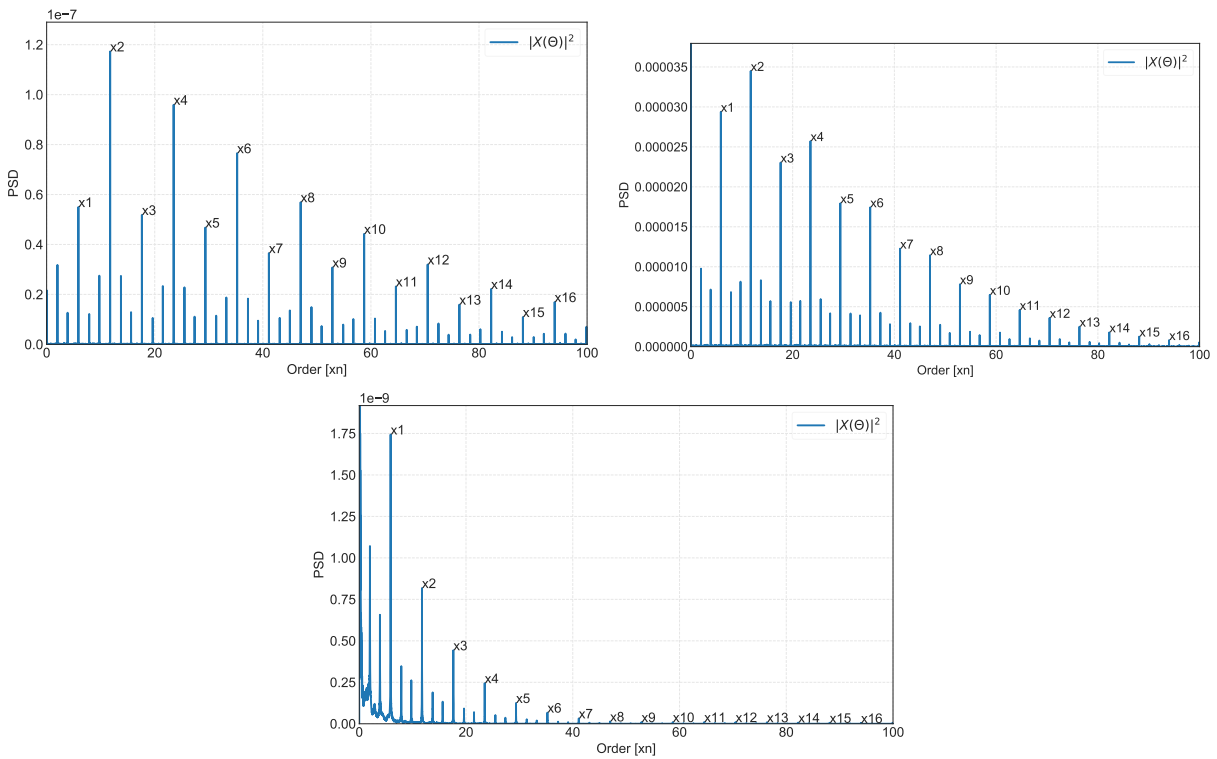 1e−7
|X(Θ)|²
PSD
1.2
1.0
0.8
0.6
0.4
0.2
0.0
x1
x2
x3
x4
x5
x6
x7
x8
x9
x10
x11
x12
x13
x14
x15
x16
0 20 40 60 80 100
Order [xn]
|X(Θ)|²
PSD
0.000035
0.000030
0.000025
0.000020
0.000015
0.000010
0.000005
0.000000
x1
x2
x3
x4
x5
x6
x7
x8
x9
x10
x11
x12
x13
x14
x15
x16
0 20 40 60 80 100
Order [xn]
1e−9
|X(Θ)|²
PSD
1.75
1.50
1.25
1.00
0.75
0.50
0.25
0.00
x1
x2
x3
x4
x5
x6
x7
x8
x9
x10
x11
x12
x13
x14
x15
x16
0 20 40 60 80 100
Order [xn]